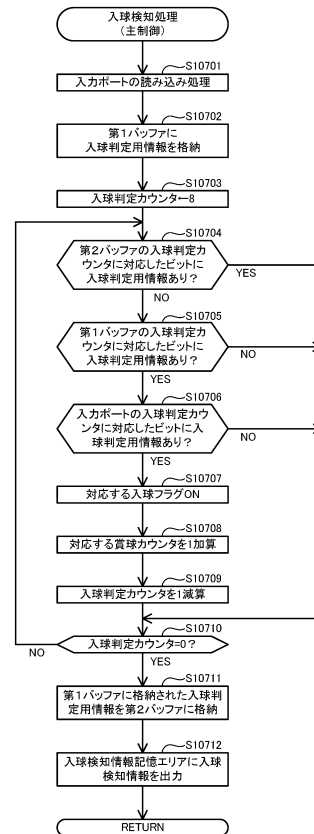 入球検知処理
（主制御）
S10701
入力ポートの読み込み処理
S10702
第１バッファに
入球判定用情報を格納
S10703
入球判定カウンター←8
S10704
第２バッファの入球判定カ
ウンタに対応したビットに
入球判定用情報あり？
YES
NO
S10705
第１バッファの入球判定カ
ウンタに対応したビットに
入球判定用情報あり？
NO
YES
S10706
入力ポートの入球判定カウ
ンタに対応したビットに入
球判定用情報あり？
NO
YES
S10707
対応する入球フラグON
S10708
対応する賞球カウンタを1加算
S10709
入球判定カウンタを1減算
S10710
入球判定カウンタ=0？
NO
YES
S10711
第１バッファに格納された入球判
定用情報を第２バッファに格納
S10712
入球検知情報記憶エリアに入球
検知情報を出力
RETURN